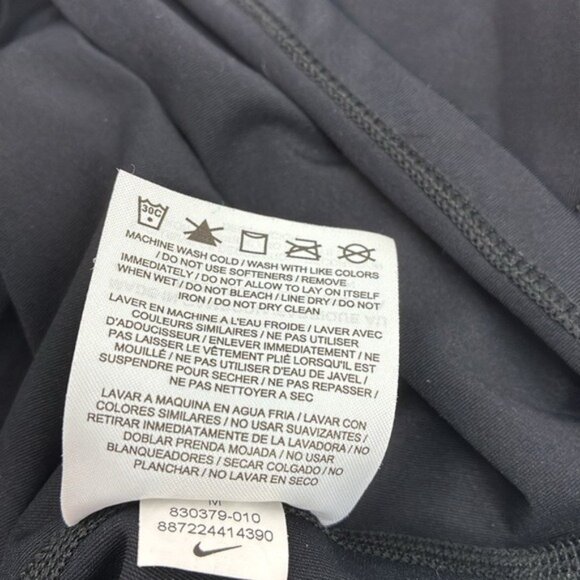 30C
MACHINE WASH COLD / WASH WITH LIKE COLORS
/ DO NOT USE SOFTENERS / REMOVE
IMMEDIATELY / DO NOT ALLOW TO LAY ON ITSELF
WHEN WET / DO NOT BLEACH / LINE DRY / DO NOT
IRON / DO NOT DRY CLEAN
LAVER EN MACHINE A L'EAU FROIDE / LAVER AVEC
COULEURS SIMILAIRES / NE PAS UTILISER
D'ADOUCISSEUR / ENLEVER IMMEDIATEMENT / NE
PAS LAISSER LE VÊTEMENT PLIÉ LORSQU'IL EST
MOUILLÉ / NE PAS UTILISER D'EAU DE JAVEL /
SUSPENDRE POUR SECHER / NE PAS REPASSER /
NE PAS NETTOYER A SEC
LAVAR A MAQUINA EN AGUA FRIA / LAVAR CON
COLORES SIMILARES / NO USAR SUAVIZANTES /
RETIRAR INMEDIATAMENTE DE LA LAVADORA / NO
DOBLAR PRENDA MOJADA / NO USAR
BLANQUEADORES / SECAR COLGADO / NO
PLANCHAR / NO LAVAR EN SECO
M
830379-010
887224414390